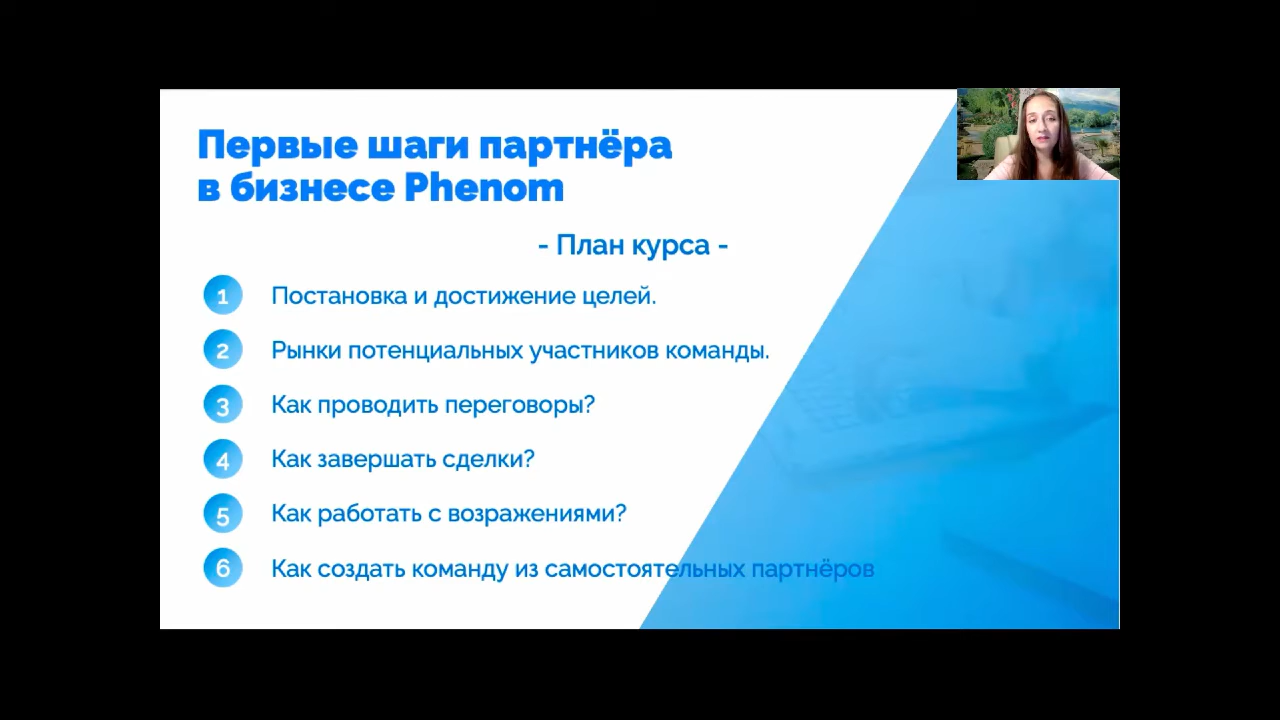 Первые шаги партнёра
в бизнесе Phenom
- План курса -
1 Постановка и достижение целей.
2 Рынки потенциальных участников команды.
3 Как проводить переговоры?
4 Как завершать сделки?
5 Как работать с возражениями?
6 Как создать команду из самостоятельных партнёров